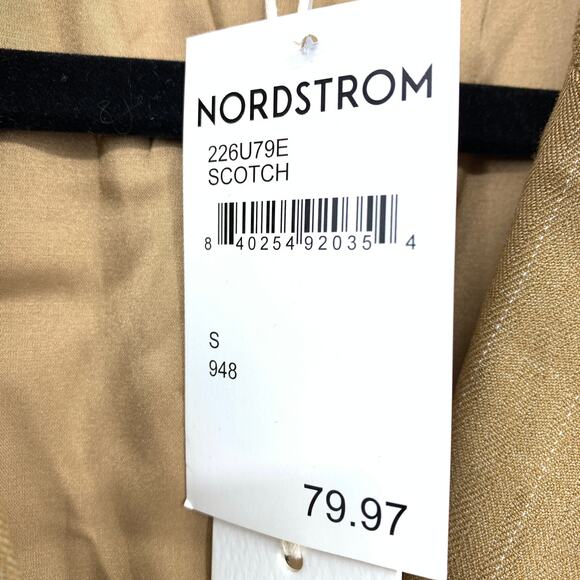 NORDSTROM
226U79E
SCOTCH
8 40254 92035 4
S
948
79.97